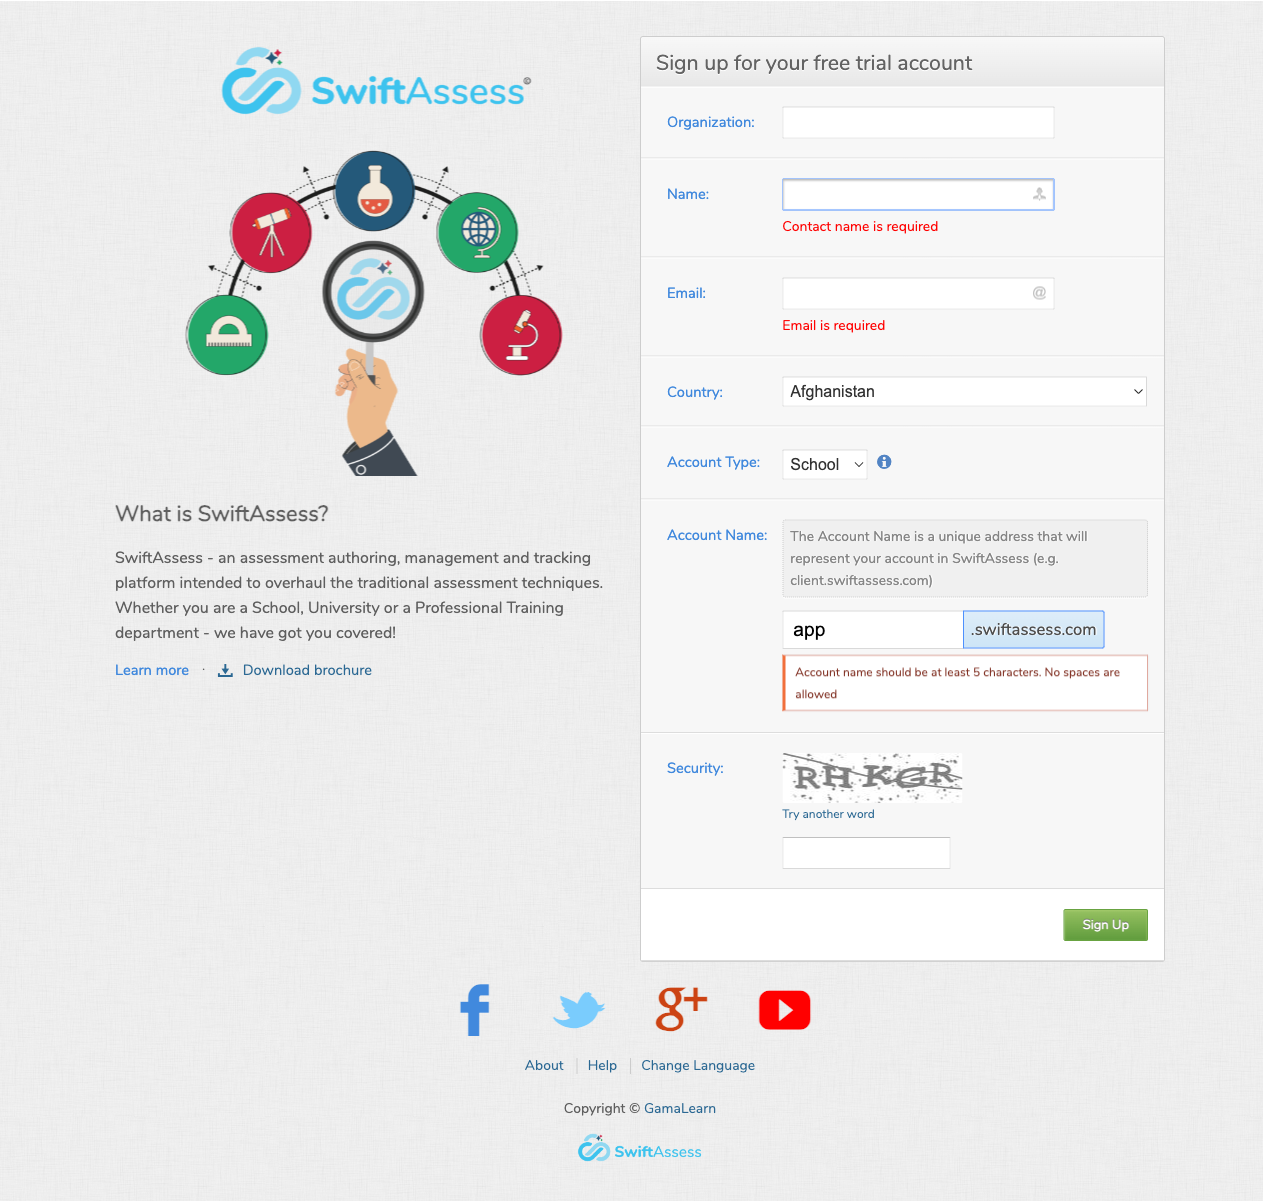 SwiftAssess©
What is SwiftAssess?
SwiftAssess - an assessment authoring, management and tracking
platform intended to overhaul the traditional assessment techniques.
Whether you are a School, University or a Professional Training
department - we have got you covered!
Learn more · Download brochure
Sign up for your free trial account
Organization:
Name:
Contact name is required
Email:
@
Email is required
Country: Afghanistan
Account Type: School
Account Name: The Account Name is a unique address that will
represent your account in SwiftAssess (e.g.
client.swiftassess.com)
app .swiftassess.com
Account name should be at least 5 characters. No spaces are
allowed
Security: RHKGR
Try another word
Sign Up
f g+
About Help Change Language
Copyright © GamaLearn
SwiftAssess